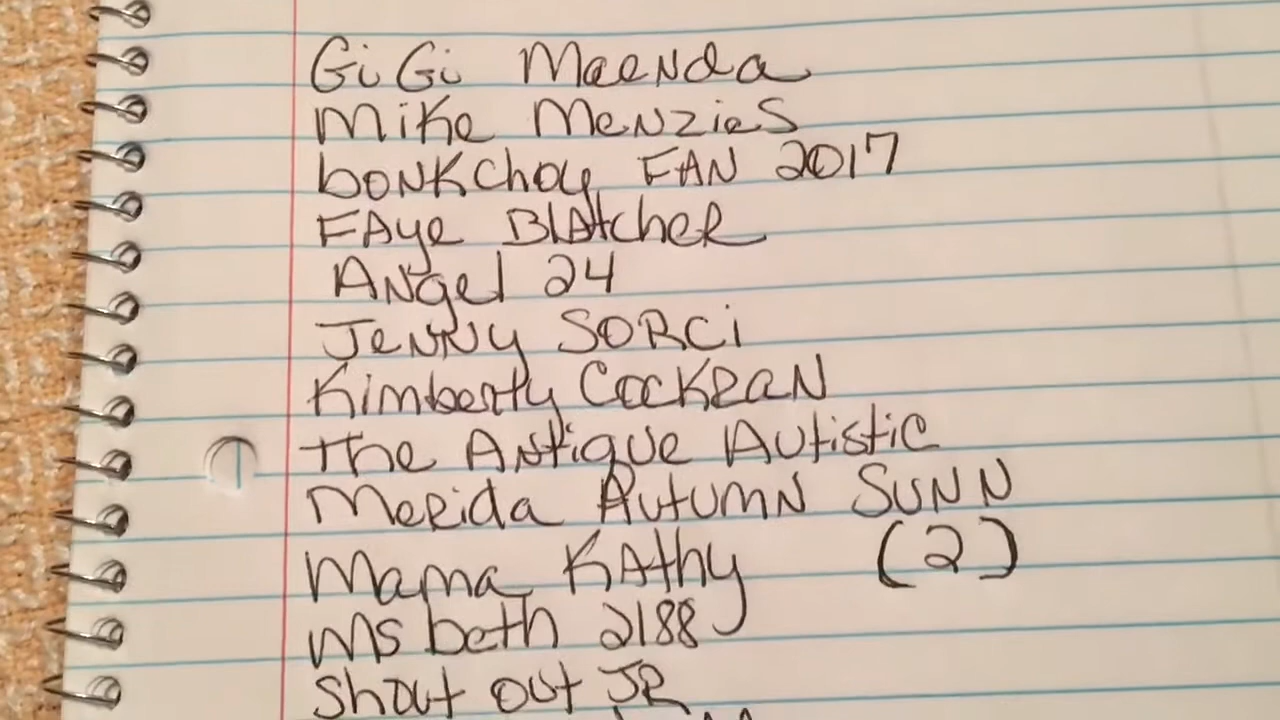 GiGi Maenda
Mike Menzies
bonkchoy FAN 2017
FAye BlAtcher
Angel 24
Jenny Sorci
Kimberly Cockran
The Antique Autistic
Merida Autumn Sunn
Mama KAthy (2)
Ms beth 2188
Shout out JR